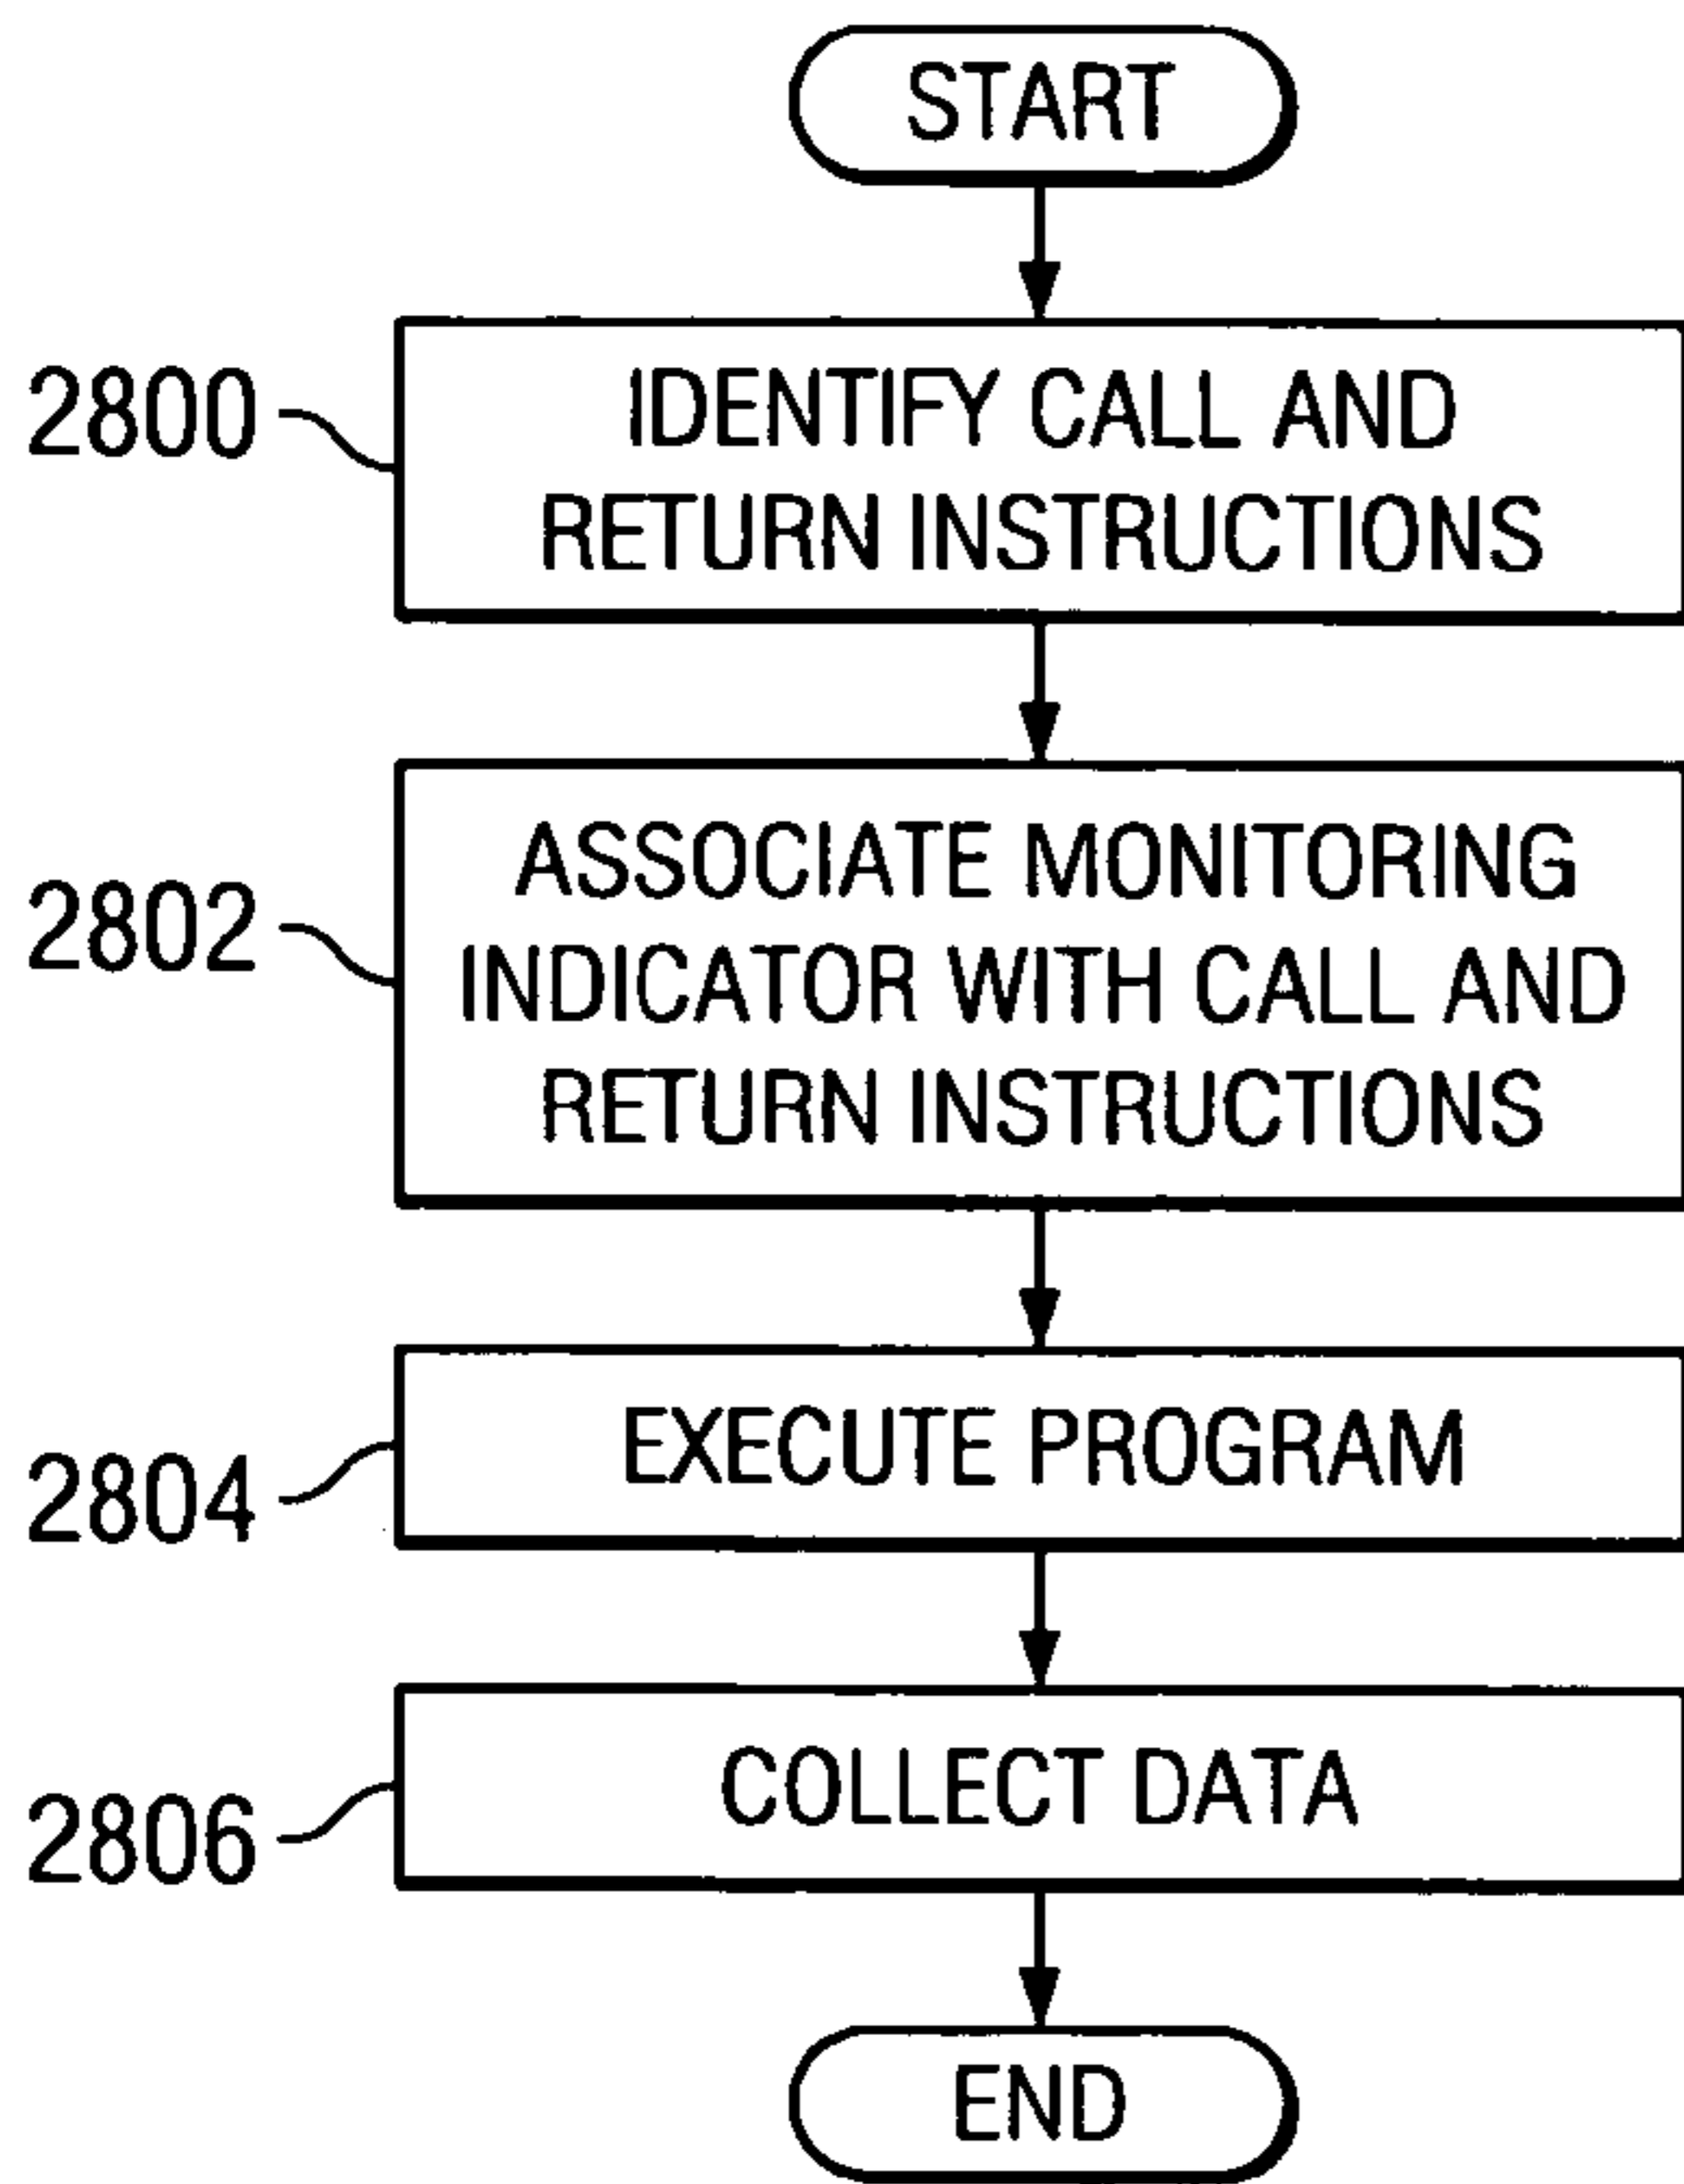 START
2800
IDENTIFY CALL AND
RETURN INSTRUCTIONS
2802
ASSOCIATE MONITORING
INDICATOR WITH CALL AND
RETURN INSTRUCTIONS
2804
EXECUTE PROGRAM
2806
COLLECT DATA
END